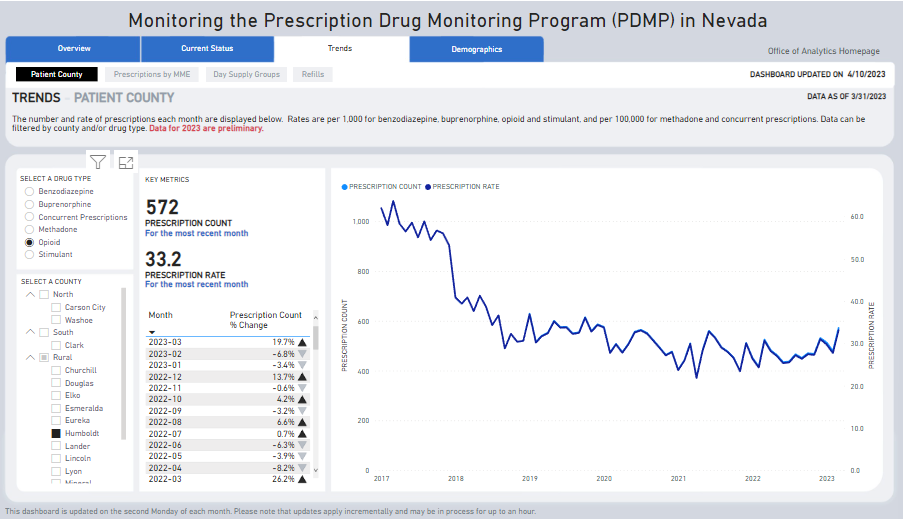 Monitoring the Prescription Drug Monitoring Program (PDMP) in Nevada
Overview
Current Status
Trends
Demographics
Office of Analytics Homepage
Patient County
Prescriptions by MME
Day Supply Groups
Refills
DASHBOARD UPDATED ON 4/10/2023
TRENDS - PATIENT COUNTY
DATA AS OF 3/31/2023
The number and rate of prescriptions each month are displayed below. Rates are per 1,000 for benzodiazepine, buprenorphine, opioid and stimulant, and per 100,000 for methadone and concurrent prescriptions. Data can be
filtered by county and/or drug type. Data for 2023 are preliminary.
SELECT A DRUG TYPE
Benzodiazepine
Buprenorphine
Concurrent Prescriptions
Methadone
Opioid
Stimulant
SELECT A COUNTY
North
Carson City
Washoe
South
Clark
Rural
Churchill
Douglas
Elko
Esmeralda
Eureka
Humboldt
Lander
Lincoln
Lyon
Mineral
KEY METRICS
572
PRESCRIPTION COUNT
For the most recent month
33.2
PRESCRIPTION RATE
For the most recent month
Month Prescription Count
% Change
2023-03 19.7%
2023-02 -6.8%
2023-01 -3.4%
2022-12 13.7%
2022-11 -0.6%
2022-10 4.2%
2022-09 -3.2%
2022-08 6.6%
2022-07 0.7%
2022-06 -6.3%
2022-05 -3.9%
2022-04 -8.2%
2022-03 26.2%
PRESCRIPTION COUNT PRESCRIPTION RATE
PRESCRIPTION COUNT
1,000
800
600
400
200
0
60.0
50.0
40.0
30.0
20.0
10.0
0.0
PRESCRIPTION RATE
2017 2018 2019 2020 2021 2022 2023
This dashboard is updated on the second Monday of each month. Please note that updates apply incrementally and may be in process for up to an hour.